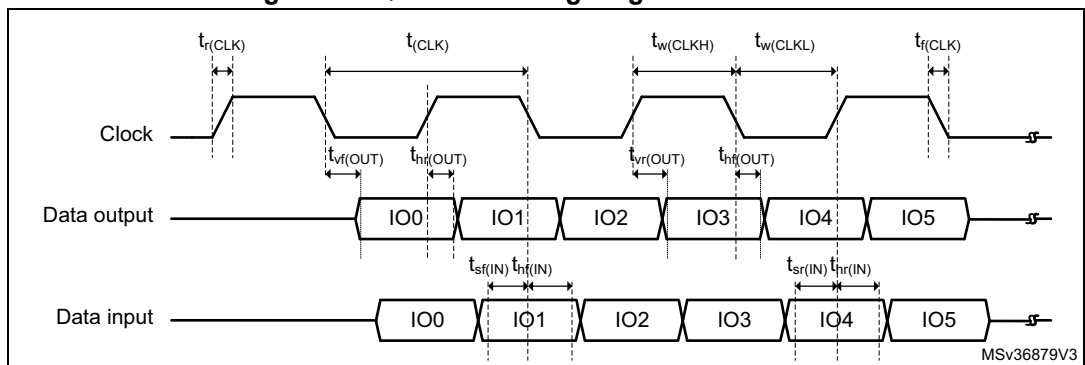 tr(CLK) t(CLK) tw(CLKH) tw(CLKL) tf(CLK)
Clock
tvf(OUT) thr(OUT) tvr(OUT) thf(OUT)
Data output IO0 IO1 IO2 IO3 IO4 IO5
tsf(IN) thf(IN) tsr(IN) thr(IN)
Data input IO0 IO1 IO2 IO3 IO4 IO5
MSv36879V3